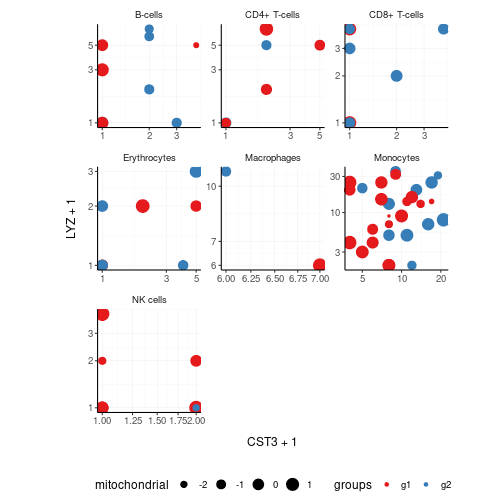 B-cells CD4+ T-cells CD8+ T-cells
5 5 3
3 3 2
1 1 1
1 2 3 1 3 5 1 2 3
Erythrocytes Macrophages Monocytes
3 10 30
2 7 10
1 6 3
1 3 5 6.00 6.25 6.50 6.75 7.00 5 10 20
NK cells
3
2
1
1.00 1.25 1.50 1.75 2.00
LYZ + 1
CST3 + 1
mitochondrial -2 -1 0 1 groups g1 g2